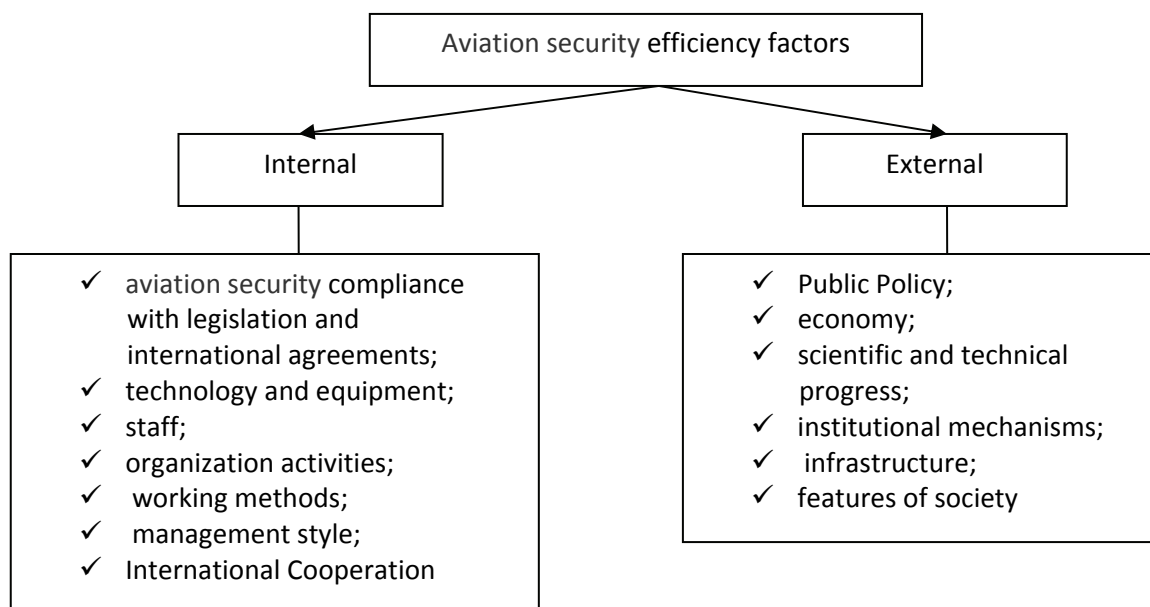 Aviation security efficiency factors
Internal
External
✓ aviation security compliance
with legislation and
international agreements;
✓ technology and equipment;
✓ staff;
✓ organization activities;
✓ working methods;
✓ management style;
✓ International Cooperation
✓ Public Policy;
✓ economy;
✓ scientific and technical
progress;
✓ institutional mechanisms;
✓ infrastructure;
✓ features of society